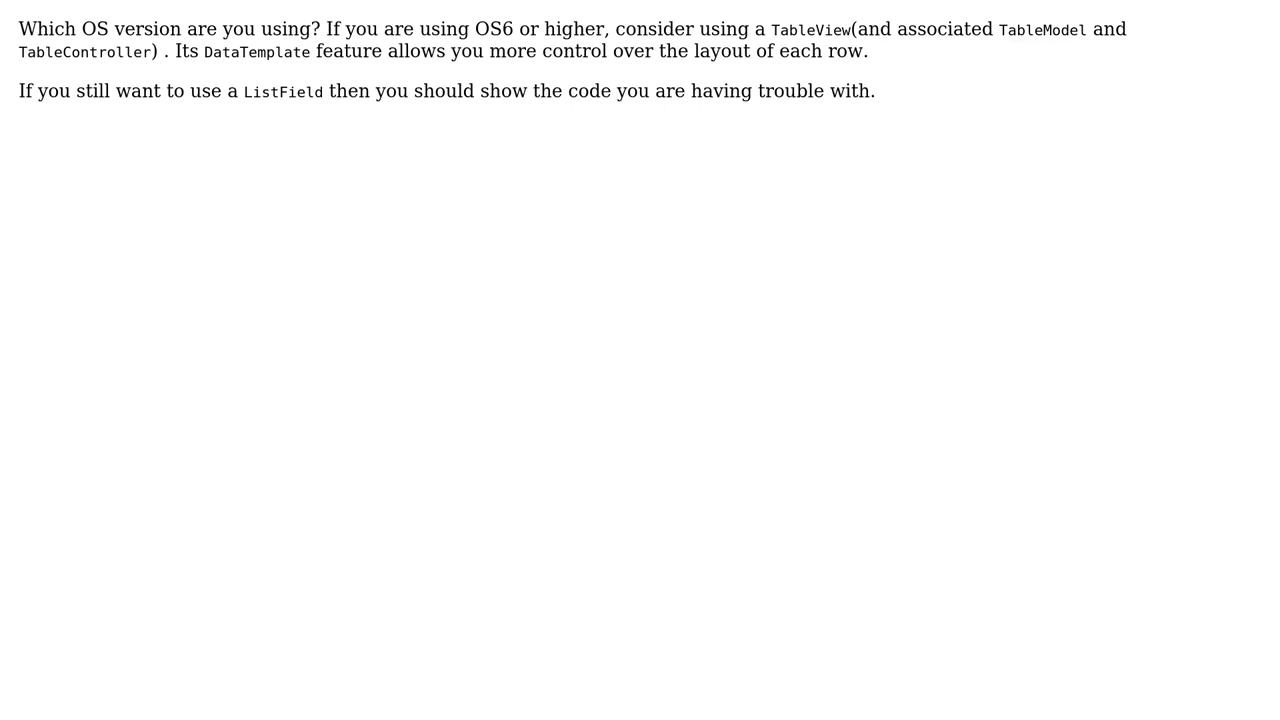 Which OS version are you using? If you are using OS6 or higher, consider using a TableView(and associated TableModel and
TableController) . Its DataTemplate feature allows you more control over the layout of each row.
If you still want to use a ListField then you should show the code you are having trouble with.